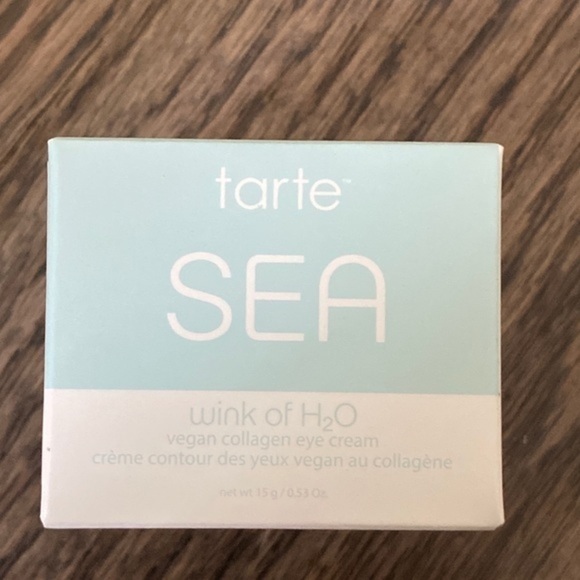 tarte™
SEA
wink of H₂O
vegan collagen eye cream
crème contour des yeux vegan au collagène
net wt 15 g / 0.53 Oz.